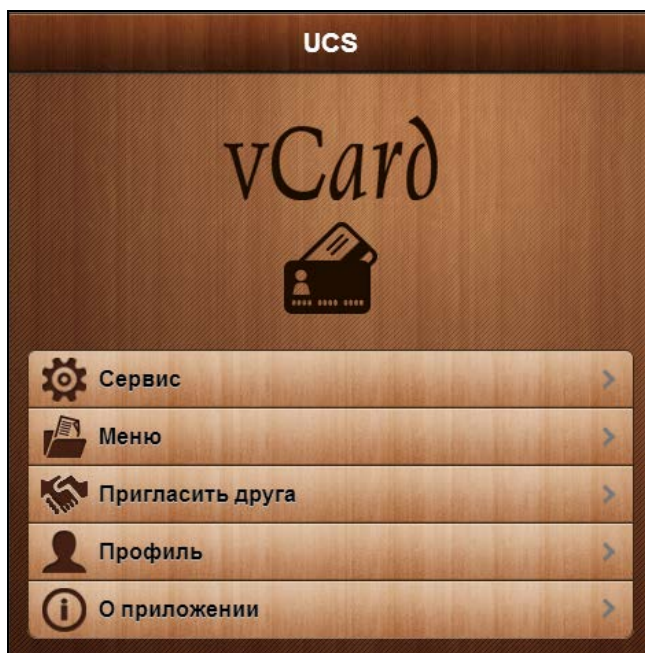 UCS
vCard
Сервис
Меню
Пригласить друга
Профиль
О приложении